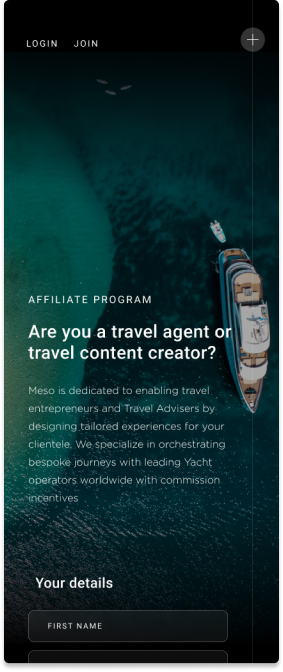 LOGIN JOIN
AFFILIATE PROGRAM
Are you a travel agent or
travel content creator?
Meso is dedicated to enabling travel
entrepreneurs and Travel Advisers by
designing tailored experiences for your
clientele. We specialize in orchestrating
bespoke journeys with leading Yacht
operators worldwide with commission
incentives
Your details
FIRST NAME